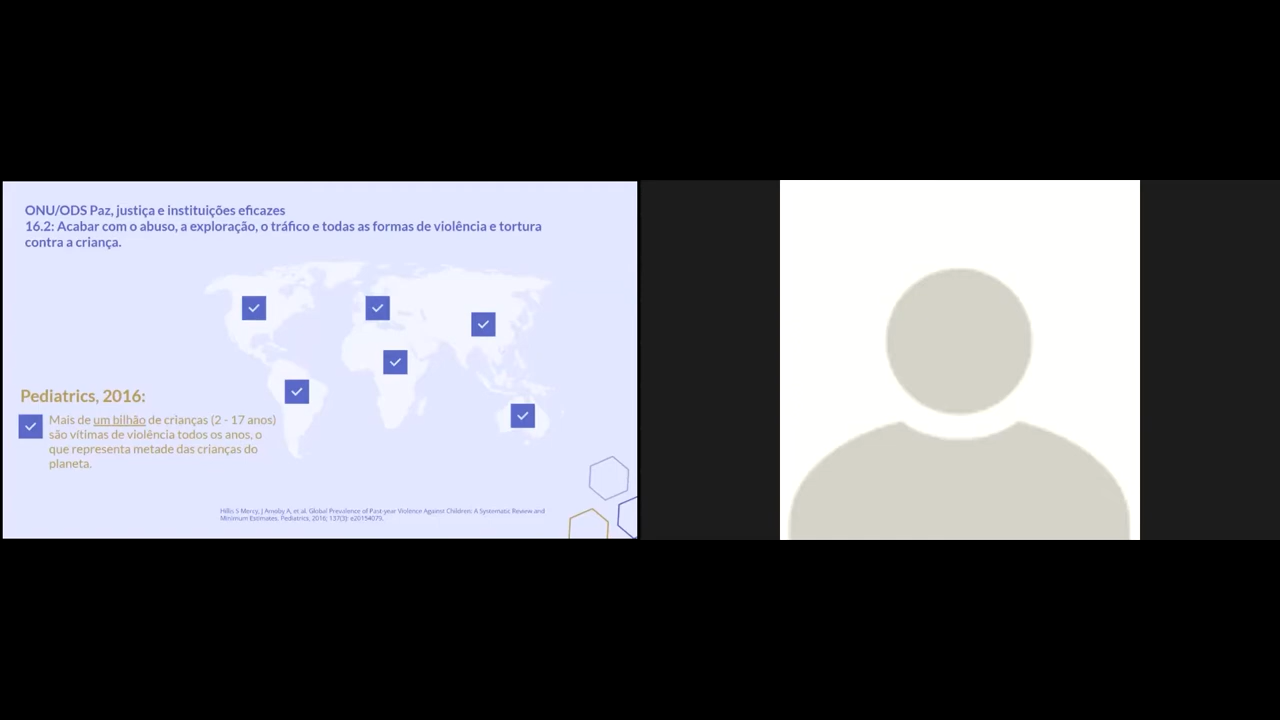 ONU/ODS Paz, justiça e instituições eficazes
16.2: Acabar com o abuso, a exploração, o tráfico e todas as formas de violência e tortura
contra a criança.
Pediatrics, 2016:
Mais de um bilhão de crianças (2 - 17 anos)
são vítimas de violência todos os anos, o
que representa metade das crianças do
planeta.
Hillis S Mercy, J Amoby A, et al. Global Prevalence of Past-year Violence Against Children: A Systematic Review and
Minimum Estimates. Pediatrics, 2016; 137(3): e20154079.